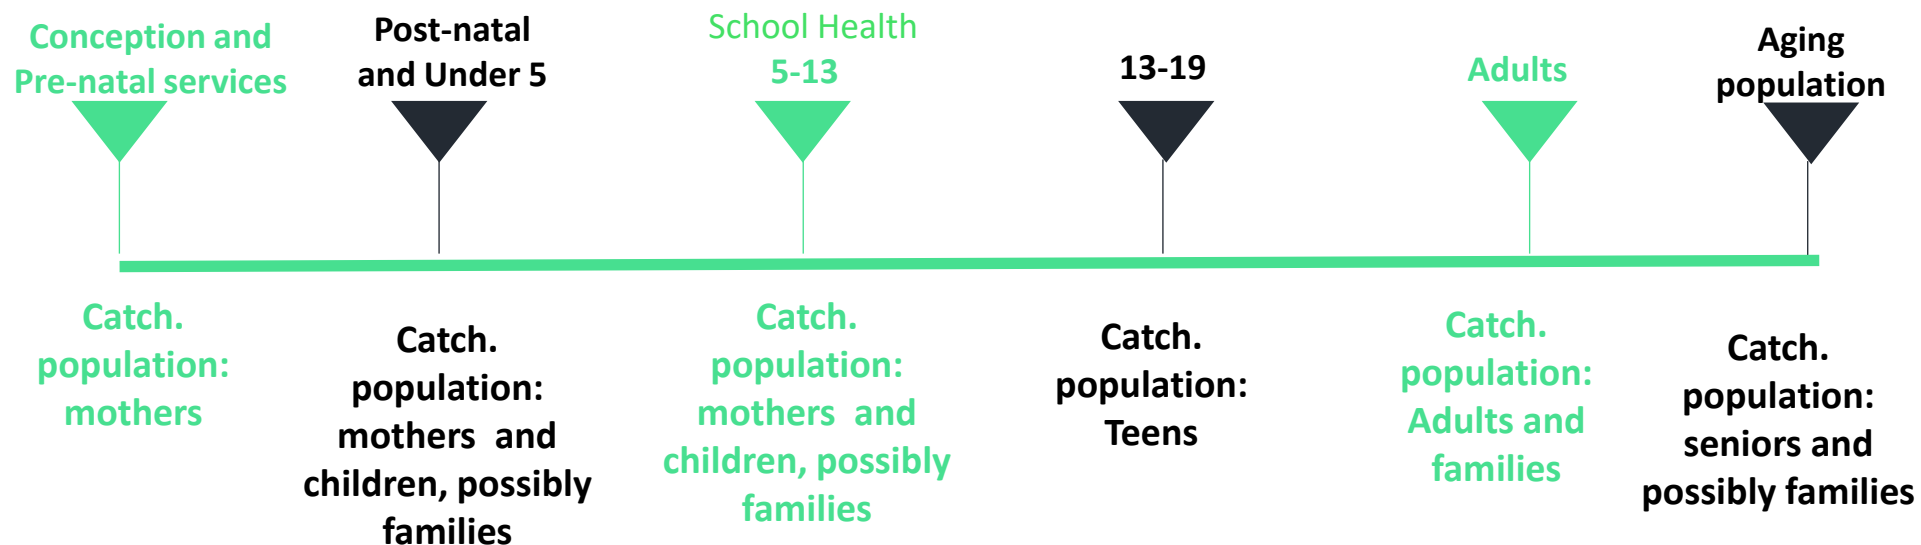 Conception and
Pre-natal services
Post-natal
and Under 5
School Health
5-13
13-19
Adults
Aging
population
Catch.
population:
mothers
Catch.
population:
mothers and
children, possibly
families
Catch.
population:
mothers and
children, possibly
families
Catch.
population:
Teens
Catch.
population:
Adults and
families
Catch.
population:
seniors and
possibly families